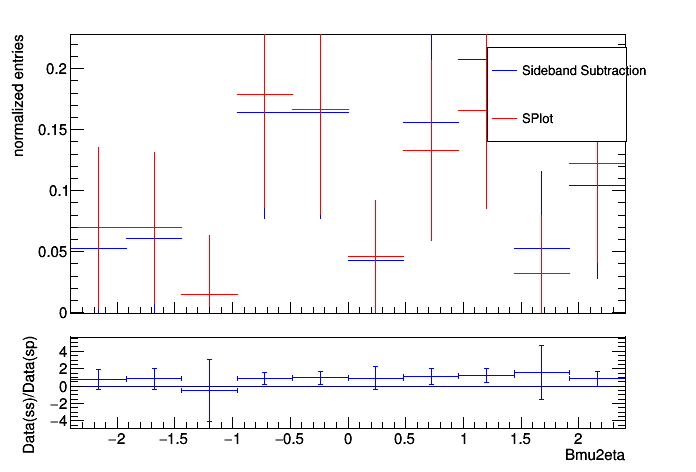 normalized entries
0.2
0.15
0.1
0.05
0
Sideband Subtraction
SPlot
Data(ss)/Data(sp)
4
2
0
−2
−4
−2 −1.5 −1 −0.5 0 0.5 1 1.5 2
Bmu2eta